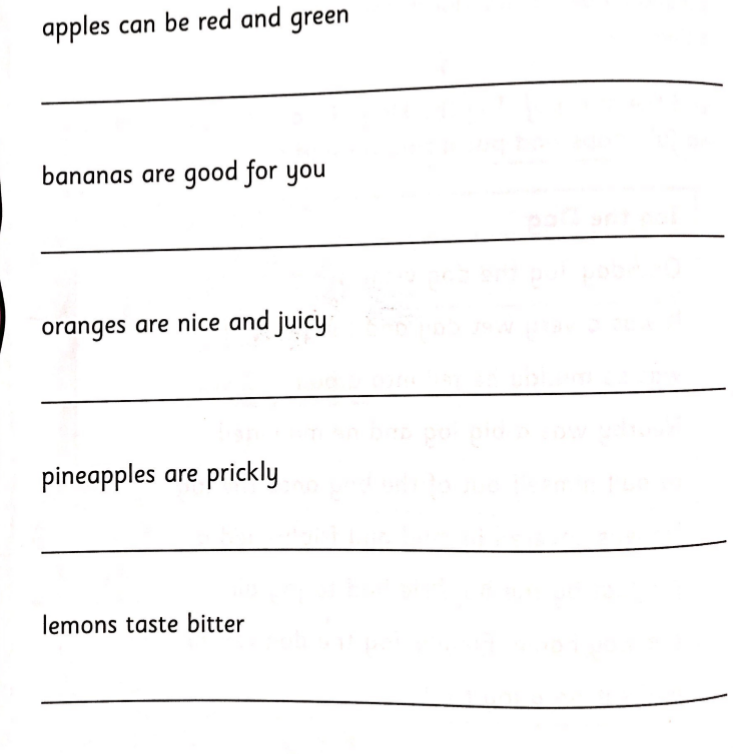 apples can be red and green
bananas are good for you
oranges are nice and juicy
pineapples are prickly
lemons taste bitter